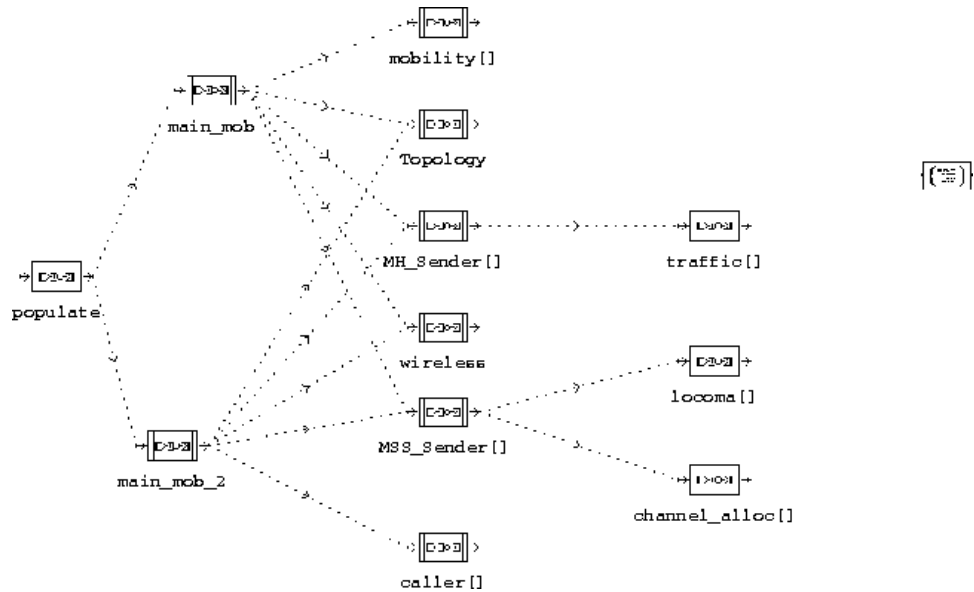 mobility[]
main_mob
Topology
MH_Sender[]
traffic[]
populate
wireless
locoma[]
MSS_Sender[]
main_mob_2
channel_alloc[]
caller[]